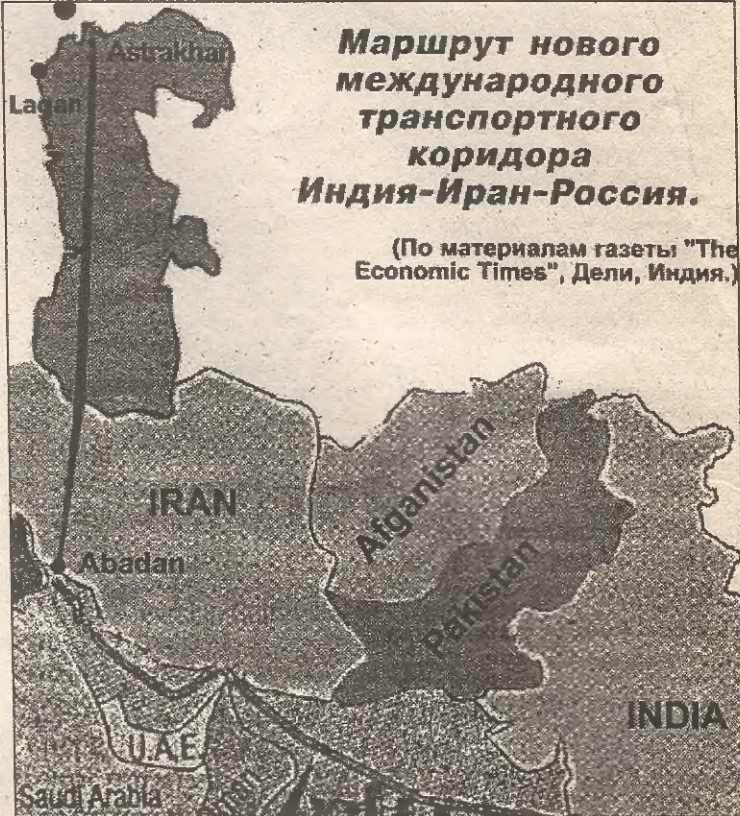 Маршрут нового
международного
транспортного
коридора
Индия-Иран-Россия.
(По материалам газеты "The
Economic Times", Дели, Индия.)
Astrakhan
Lagan
IRAN
Afganistan
Abadan
Pakistan
INDIA
U.A.E
Saudi Arabia